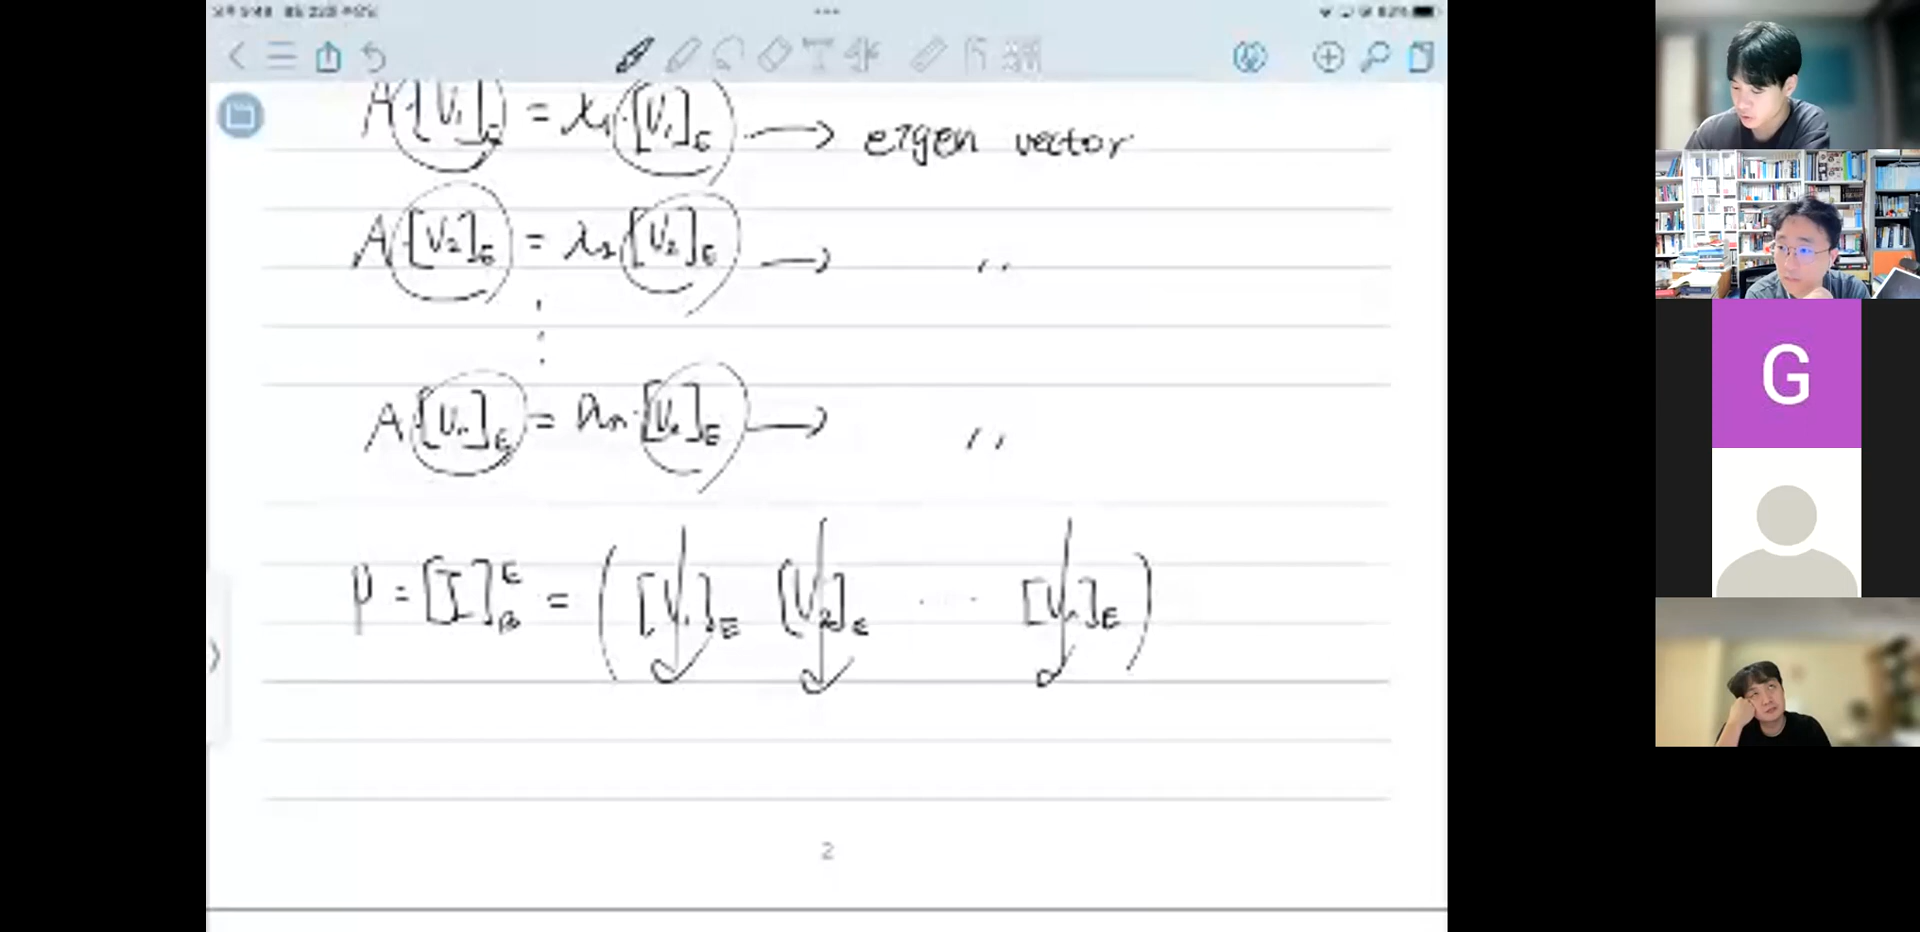 A·[V₁]_E = λ₁·[V₁]_E → eigen vector
A·[V₂]_E = λ₂[V₂]_E → 〃
⋮
A·[Vₙ]_E = λₙ·[Vₙ]_E → 〃
P = [I]_B^E = ( [V₁]_E [V₂]_E ⋯ [Vₙ]_E )
2
G